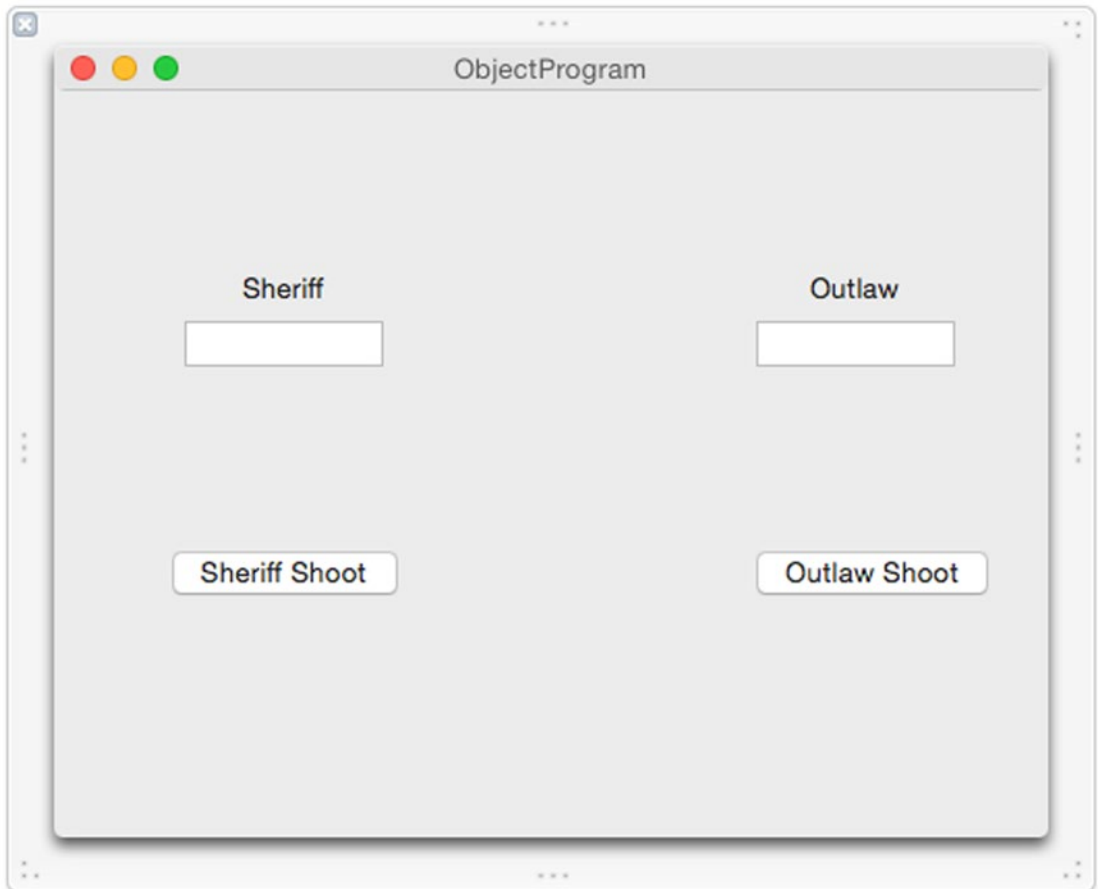 ObjectProgram
Sheriff
Outlaw
Sheriff Shoot
Outlaw Shoot